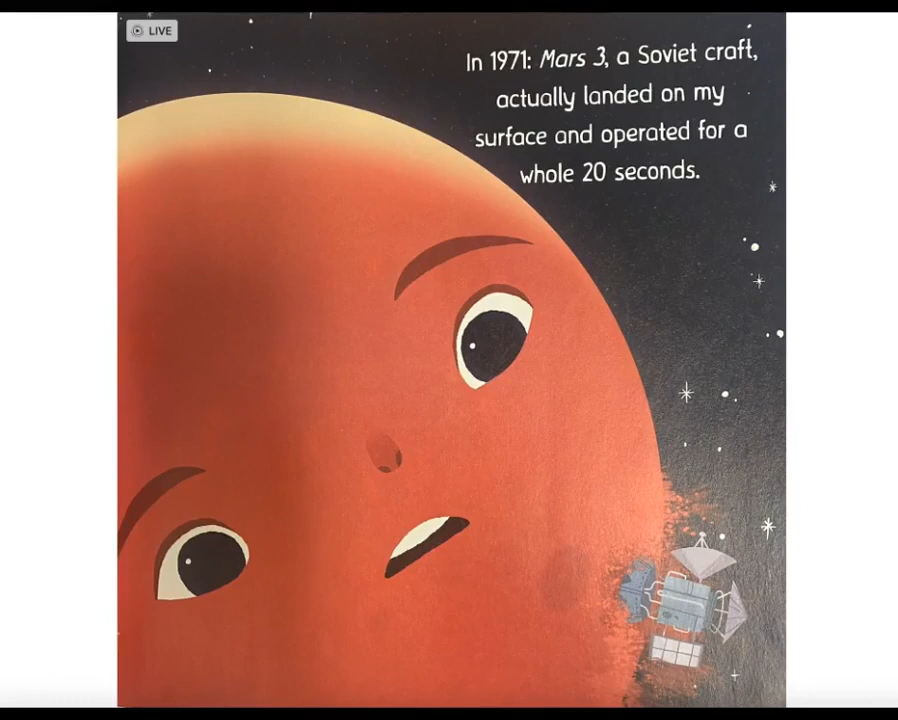 LIVE
In 1971: Mars 3, a Soviet craft,
actually landed on my
surface and operated for a
whole 20 seconds.